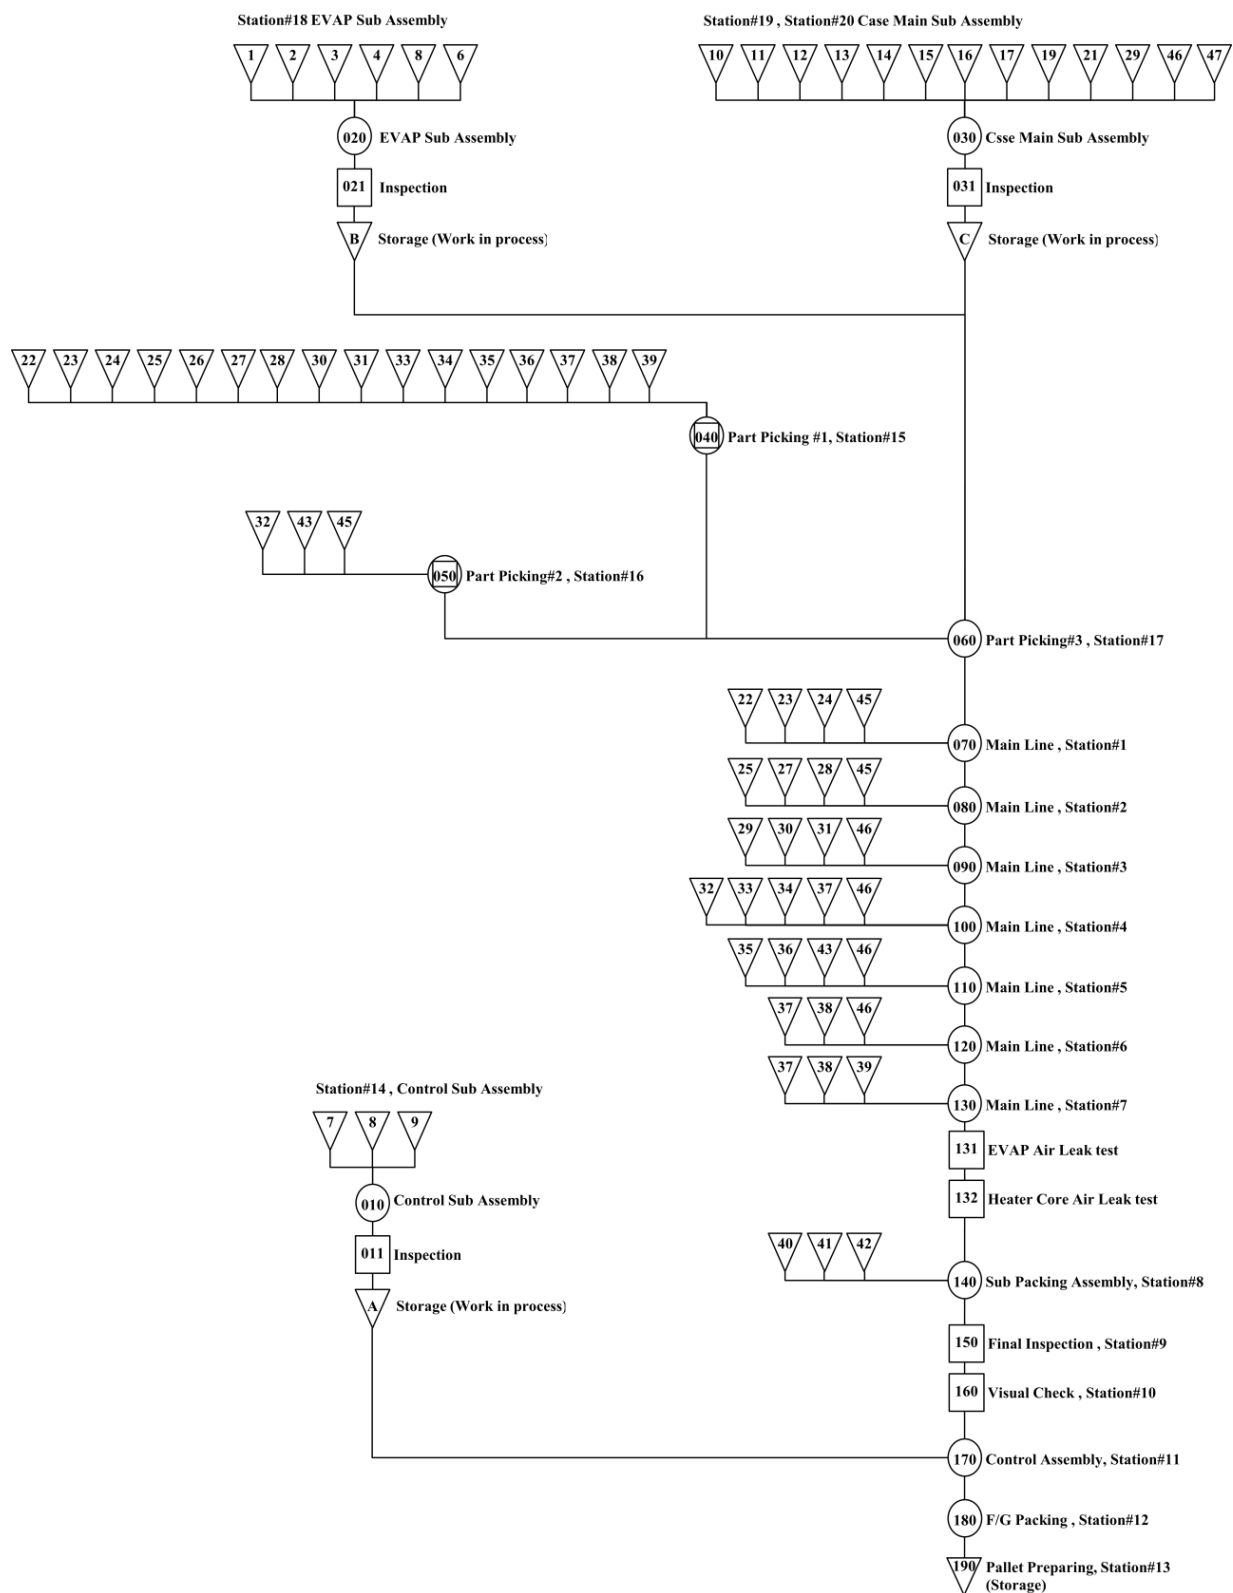 Station#18 EVAP Sub Assembly
1 2 3 4 8 6
020 EVAP Sub Assembly
021 Inspection
B Storage (Work in process)
Station#19 , Station#20 Case Main Sub Assembly
10 11 12 13 14 15 16 17 19 21 29 46 47
030 Csse Main Sub Assembly
031 Inspection
C Storage (Work in process)
22 23 24 25 26 27 28 30 31 33 34 35 36 37 38 39
040 Part Picking #1, Station#15
32 43 45
050 Part Picking#2 , Station#16
060 Part Picking#3 , Station#17
22 23 24 45
070 Main Line , Station#1
25 27 28 45
080 Main Line , Station#2
29 30 31 46
090 Main Line , Station#3
32 33 34 37 46
100 Main Line , Station#4
35 36 43 46
110 Main Line , Station#5
37 38 46
120 Main Line , Station#6
37 38 39
130 Main Line , Station#7
131 EVAP Air Leak test
132 Heater Core Air Leak test
Station#14 , Control Sub Assembly
7 8 9
010 Control Sub Assembly
011 Inspection
A Storage (Work in process)
40 41 42
140 Sub Packing Assembly, Station#8
150 Final Inspection , Station#9
160 Visual Check , Station#10
170 Control Assembly, Station#11
180 F/G Packing , Station#12
190 Pallet Preparing, Station#13
(Storage)